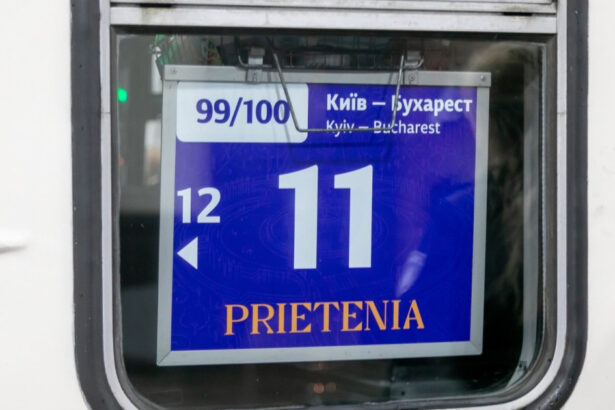 99/100
Київ – Бухарест
Kyiv – Bucharest
12
11
PRIETENIA